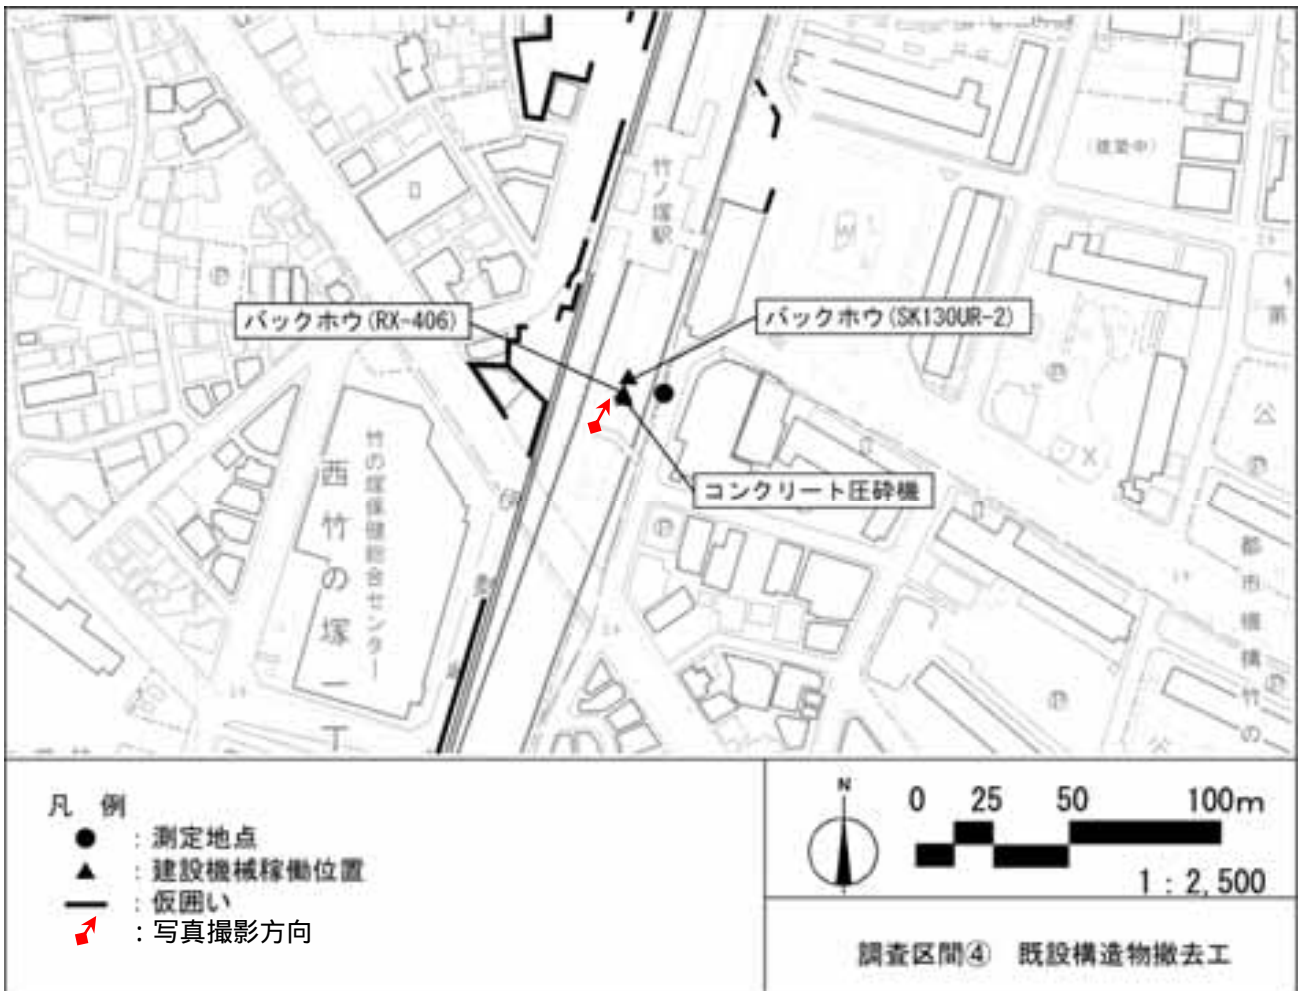 (建築中)
竹ノ塚駅
バックホウ(RX-406)
バックホウ(SK130UR-2)
コンクリート圧砕機
西竹の塚一丁
竹の塚保健総合センター
第
公
都市機構竹の
凡 例
● : 測定地点
▲ : 建設機械稼働位置
: 仮囲い
: 写真撮影方向
N
0 25 50 100m
1 : 2,500
調査区間④ 既設構造物撤去工